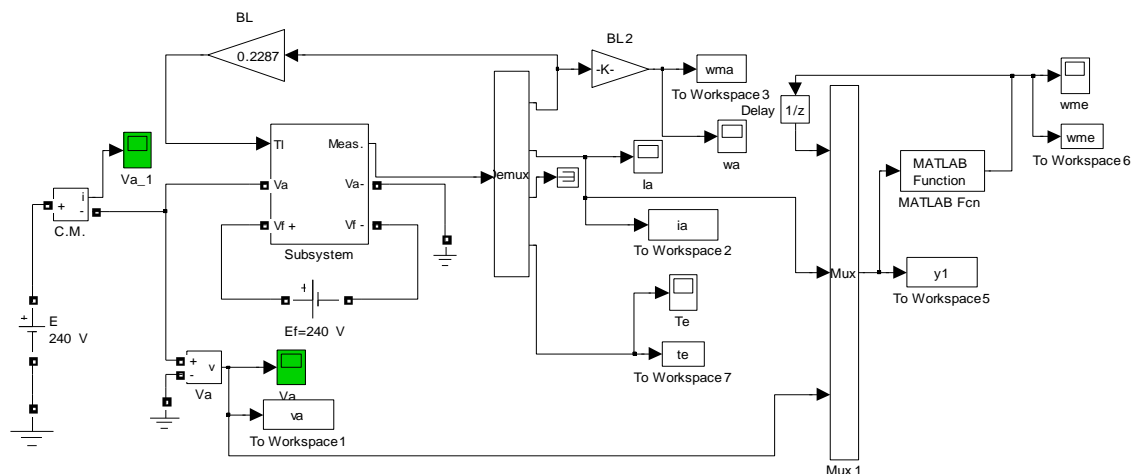 BL
0.2287
BL2
-K-
wma
To Workspace 3
wa
Delay
1/z
wme
wme
To Workspace 6
Va_1
i
+
-
C.M.
Tl
Meas.
Va
Va-
Vf +
Vf -
Subsystem
+
Ef=240 V
Demux
Ia
ia
To Workspace 2
Te
te
To Workspace 7
Mux
Mux 1
MATLAB
Function
MATLAB Fcn
y1
To Workspace 5
+
E
240 V
+
-
v
Va
Va
va
To Workspace 1